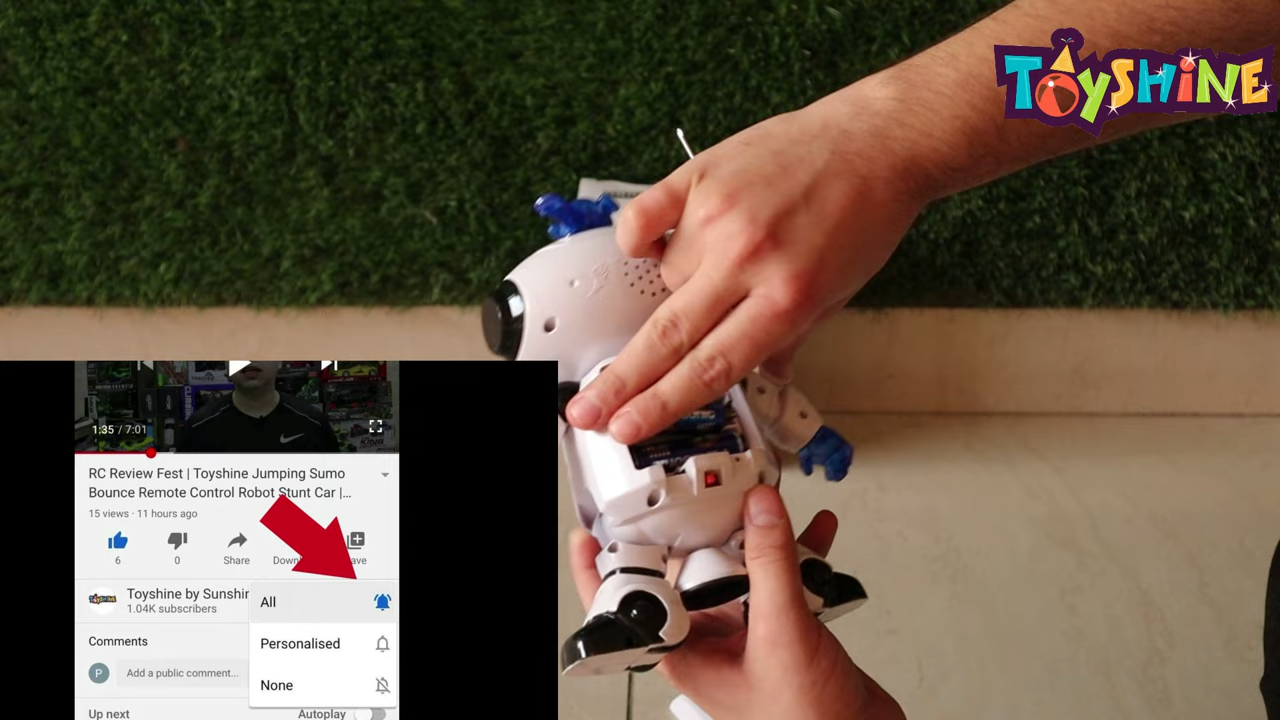 TOYSHINE
1:35 / 7:01
RC Review Fest | Toyshine Jumping Sumo
Bounce Remote Control Robot Stunt Car |...
15 views · 11 hours ago
6
0
Share
Toyshine by Sunshin
1.04K subscribers
All
Comments
Personalised
P
Add a public comment...
None
Up next
Autoplay